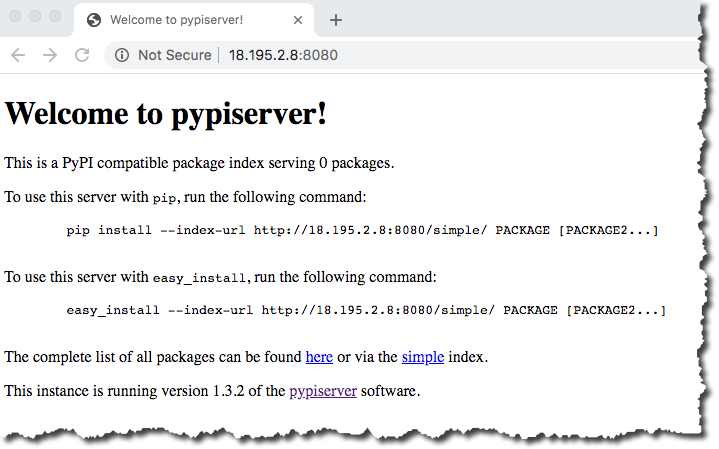 Welcome to pypiserver!
Not Secure 18.195.2.8:8080
Welcome to pypiserver!
This is a PyPI compatible package index serving 0 packages.
To use this server with pip, run the following command:
pip install --index-url http://18.195.2.8:8080/simple/ PACKAGE [PACKAGE2...]
To use this server with easy_install, run the following command:
easy_install --index-url http://18.195.2.8:8080/simple/ PACKAGE [PACKAGE2...]
The complete list of all packages can be found here or via the simple index.
This instance is running version 1.3.2 of the pypiserver software.